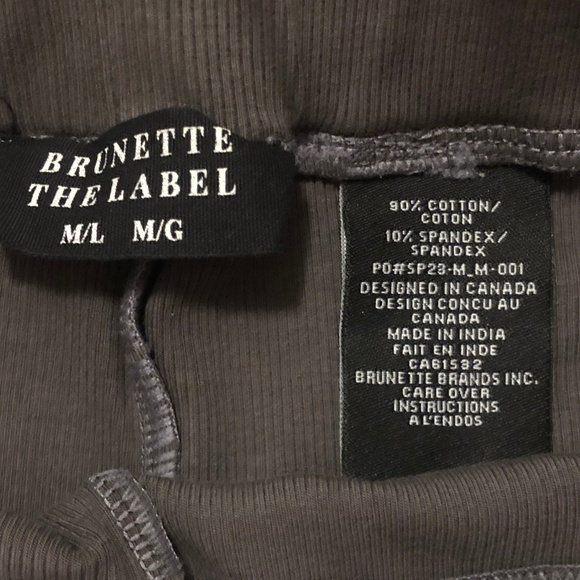 BRUNETTE
THE LABEL
M/L M/G
90% COTTON/
COTON
10% SPANDEX/
SPANDEX
PO#SP23-M_M-001
DESIGNED IN CANADA
DESIGN CONCU AU
CANADA
MADE IN INDIA
FAIT EN INDE
CA61532
BRUNETTE BRANDS INC.
CARE OVER
INSTRUCTIONS
A L'ENDOS